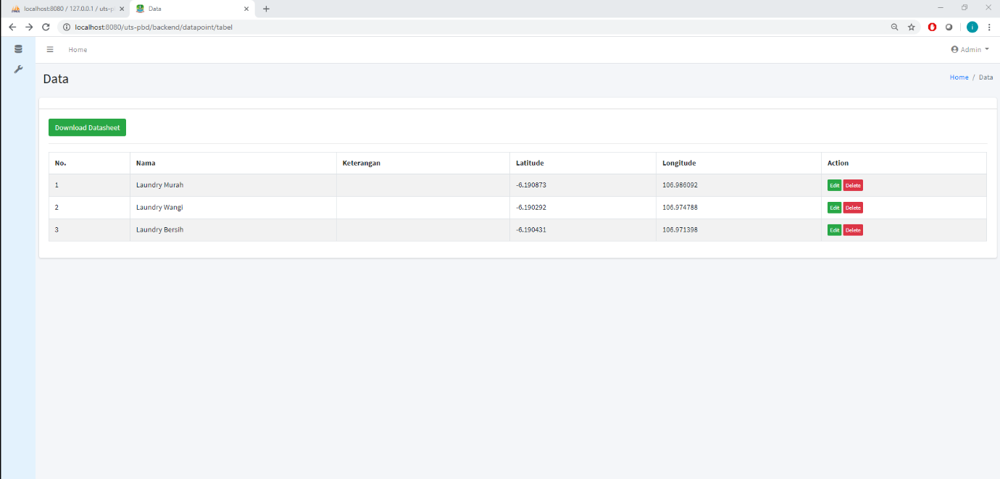 localhost:8080 / 127.0.0.1 / uts-p
Data
localhost:8080/uts-pbd/backend/datapoint/tabel
i
Home
Admin
Data
Home / Data
Download Datasheet
No. Nama Keterangan Latitude Longitude Action
1 Laundry Murah -6.190873 106.986092 Edit Delete
2 Laundry Wangi -6.190292 106.974788 Edit Delete
3 Laundry Bersih -6.190431 106.971398 Edit Delete